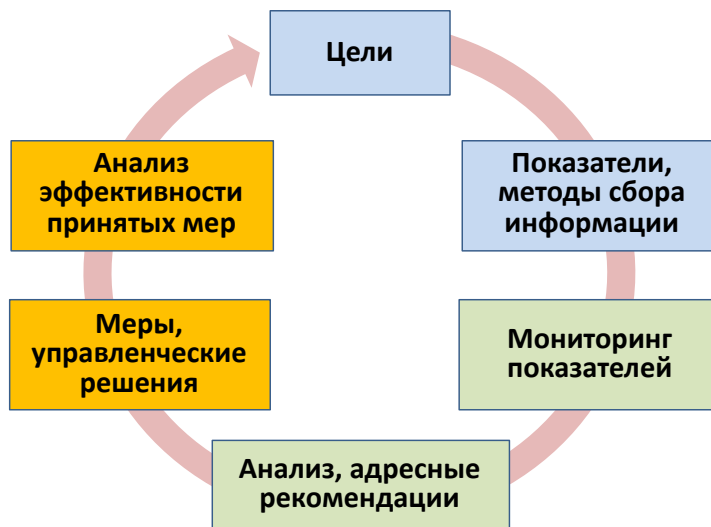 Цели
Показатели,
методы сбора
информации
Мониторинг
показателей
Анализ, адресные
рекомендации
Меры,
управленческие
решения
Анализ
эффективности
принятых мер